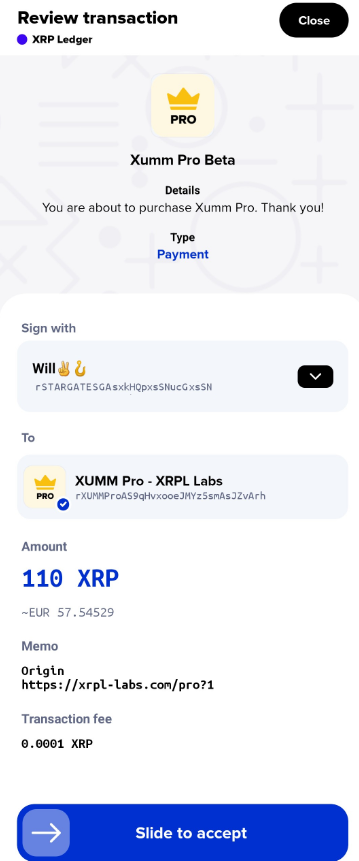 Review transaction
Close
XRP Ledger
PRO
Xumm Pro Beta
Details
You are about to purchase Xumm Pro. Thank you!
Type
Payment
Sign with
Will✌️🪝
rSTARGATESGAsxkHQpxsSNucGxsSN
To
PRO
XUMM Pro - XRPL Labs
rXUMMProAS9qHvxooeJMYz5smAsJZvArh
Amount
110 XRP
~EUR 57.54529
Memo
Origin
https://xrpl-labs.com/pro?1
Transaction fee
0.0001 XRP
Slide to accept